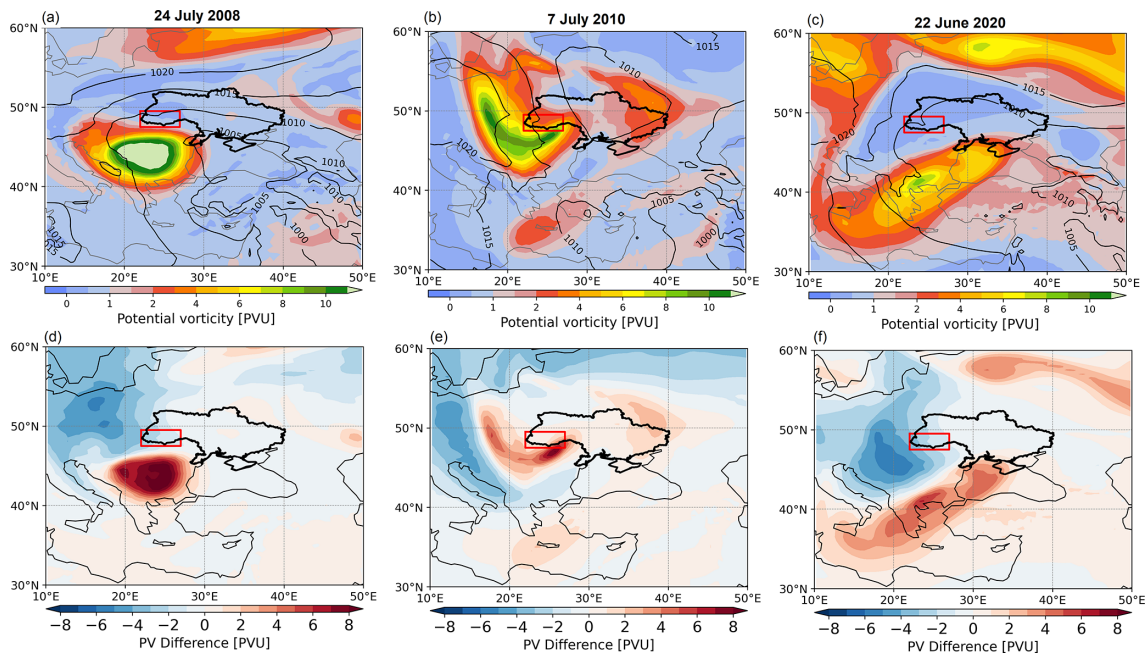 (a) 24 July 2008
(b) 7 July 2010
(c) 22 June 2020
60°N
50°N
40°N
30°N
1020
1015
1010
1005
1010
1010
1005
1000
1015
1015
10°E 20°E 30°E 40°E 50°E
0 1 2 4 6 8 10
Potential vorticity [PVU]
60°N
50°N
40°N
30°N
1015
1010
1010
1020
1015
1010
1005
1000
10°E 20°E 30°E 40°E 50°E
0 1 2 4 6 8 10
Potential vorticity [PVU]
60°N
50°N
40°N
30°N
1015
1010
1020
1010
1005
10°E 20°E 30°E 40°E 50°E
0 1 2 4 6 8 10
Potential vorticity [PVU]
(d)
60°N
50°N
40°N
30°N
10°E 20°E 30°E 40°E 50°E
−8 −6 −4 −2 0 2 4 6 8
PV Difference [PVU]
(e)
60°N
50°N
40°N
30°N
10°E 20°E 30°E 40°E 50°E
−8 −6 −4 −2 0 2 4 6 8
PV Difference [PVU]
(f)
60°N
50°N
40°N
30°N
10°E 20°E 30°E 40°E 50°E
−8 −6 −4 −2 0 2 4 6 8
PV Difference [PVU]